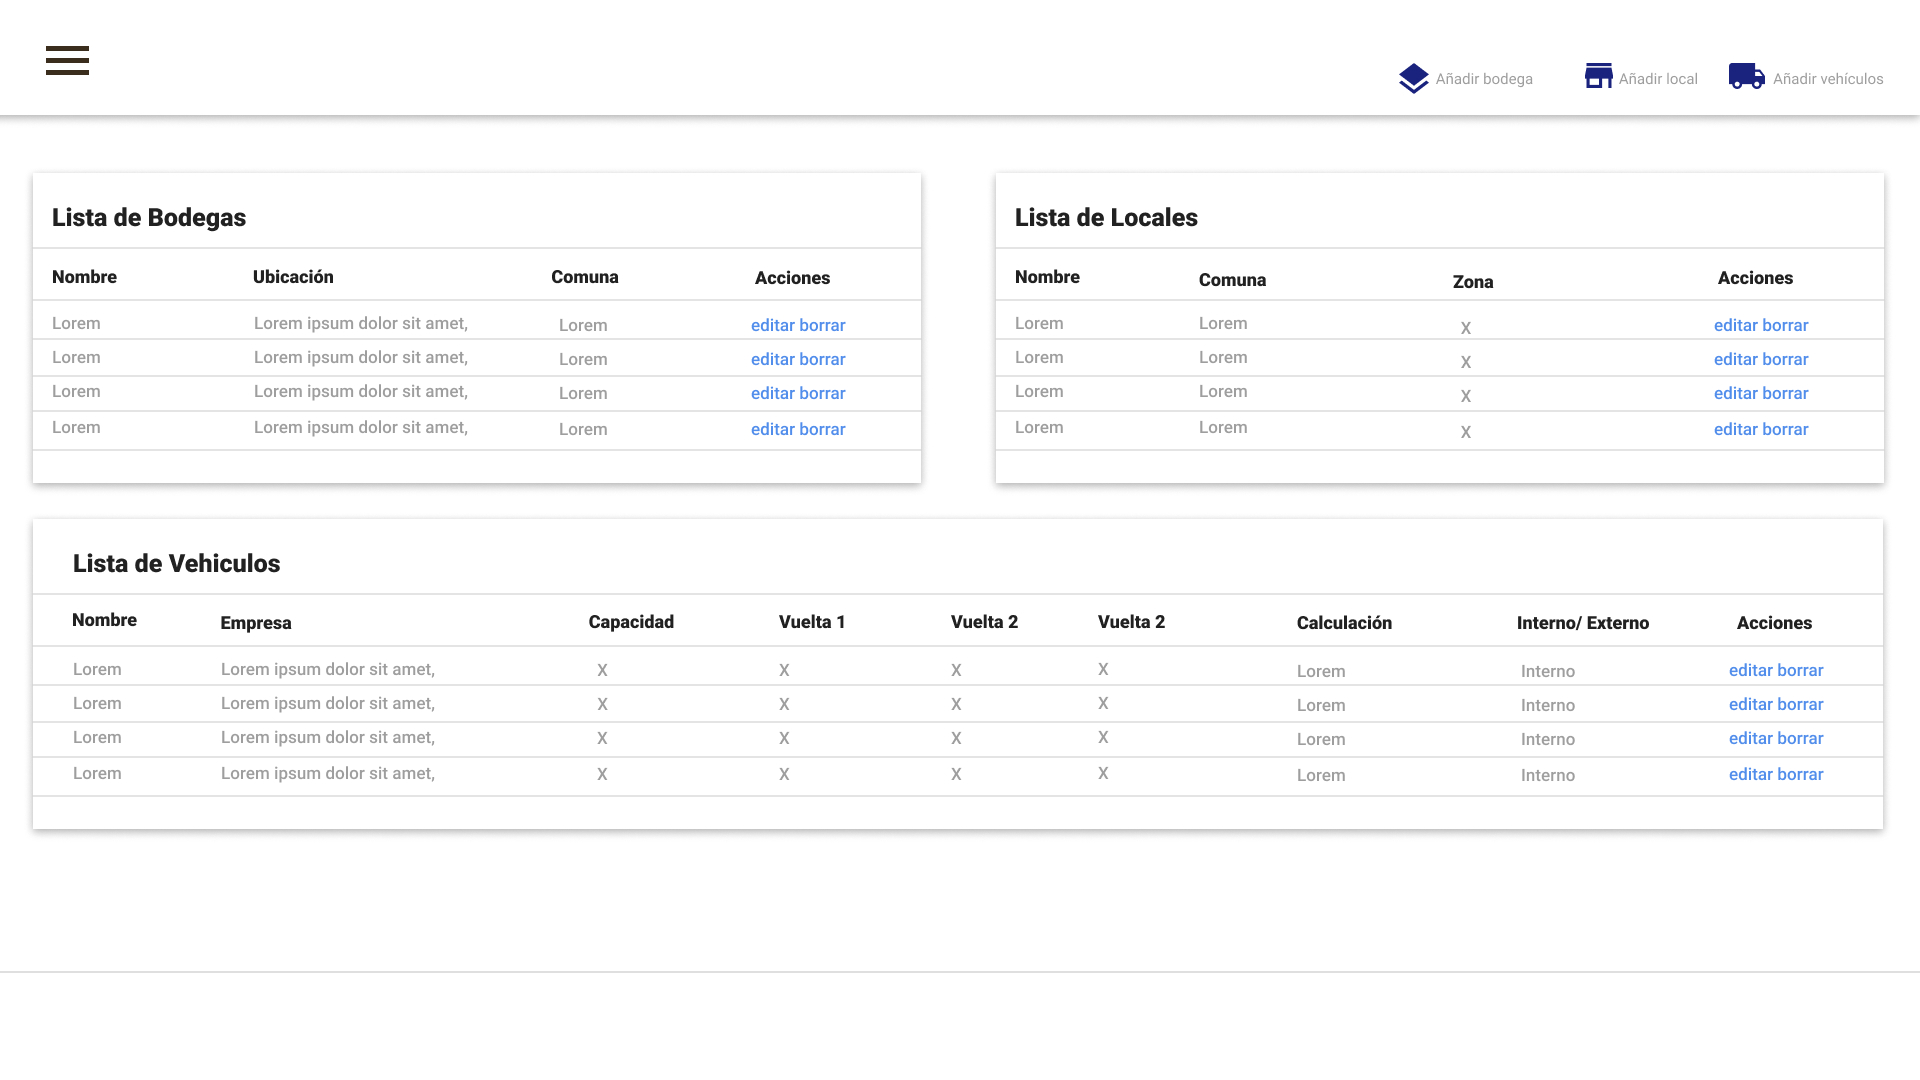 Añadir bodega Añadir local Añadir vehículos
Lista de Bodegas
Nombre Ubicación Comuna Acciones
Lorem Lorem ipsum dolor sit amet, Lorem editar borrar
Lorem Lorem ipsum dolor sit amet, Lorem editar borrar
Lorem Lorem ipsum dolor sit amet, Lorem editar borrar
Lorem Lorem ipsum dolor sit amet, Lorem editar borrar
Lista de Locales
Nombre Comuna Zona Acciones
Lorem Lorem X editar borrar
Lorem Lorem X editar borrar
Lorem Lorem X editar borrar
Lorem Lorem X editar borrar
Lista de Vehiculos
Nombre Empresa Capacidad Vuelta 1 Vuelta 2 Vuelta 2 Calculación Interno/ Externo Acciones
Lorem Lorem ipsum dolor sit amet, X X X X Lorem Interno editar borrar
Lorem Lorem ipsum dolor sit amet, X X X X Lorem Interno editar borrar
Lorem Lorem ipsum dolor sit amet, X X X X Lorem Interno editar borrar
Lorem Lorem ipsum dolor sit amet, X X X X Lorem Interno editar borrar